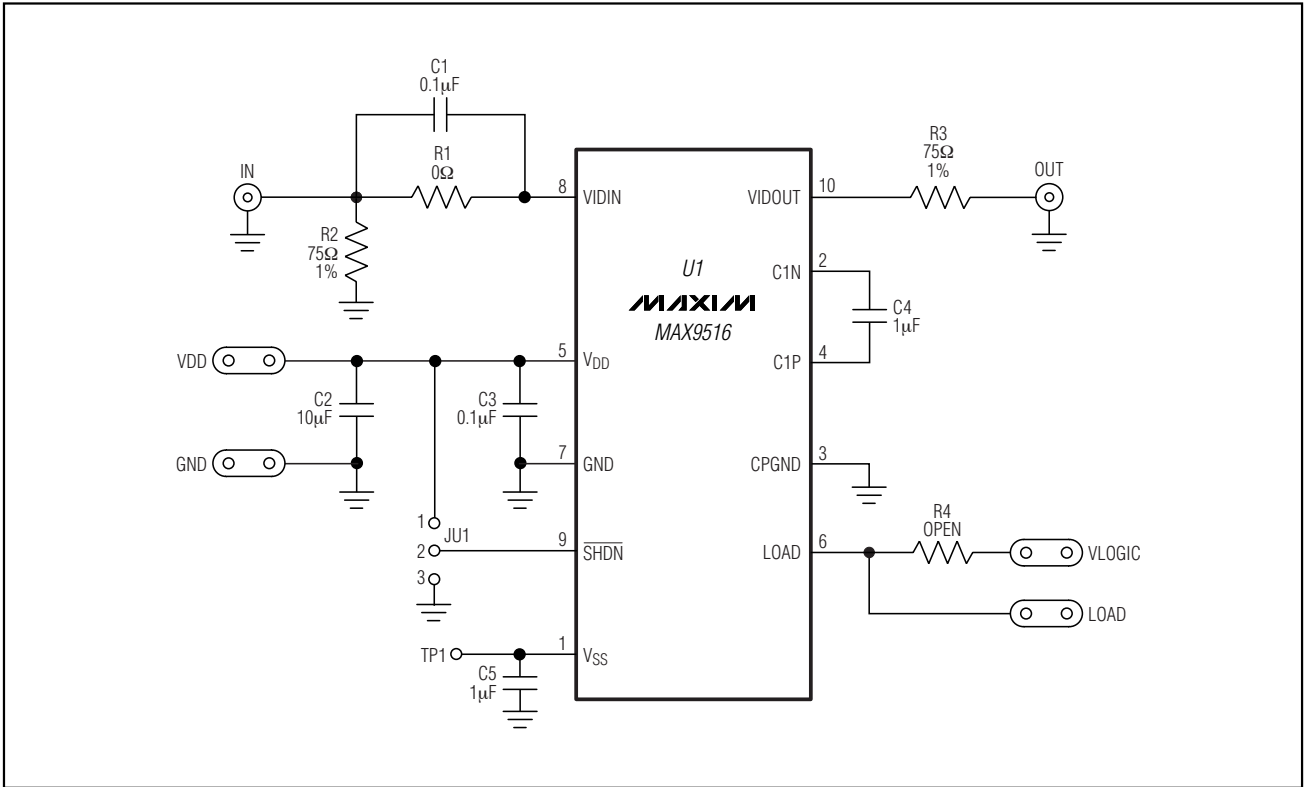 C1
0.1µF
R1
0Ω
IN
R2
75Ω
1%
8 VIDIN
VIDOUT 10
R3
75Ω
1%
OUT
U1
MAXIM
MAX9516
C1N 2
C4
1µF
C1P 4
VDD
5 VDD
C2
10µF
C3
0.1µF
GND
7 GND
CPGND 3
1
JU1
2
3
9 SHDN
LOAD 6
R4
OPEN
VLOGIC
LOAD
TP1
1 VSS
C5
1µF